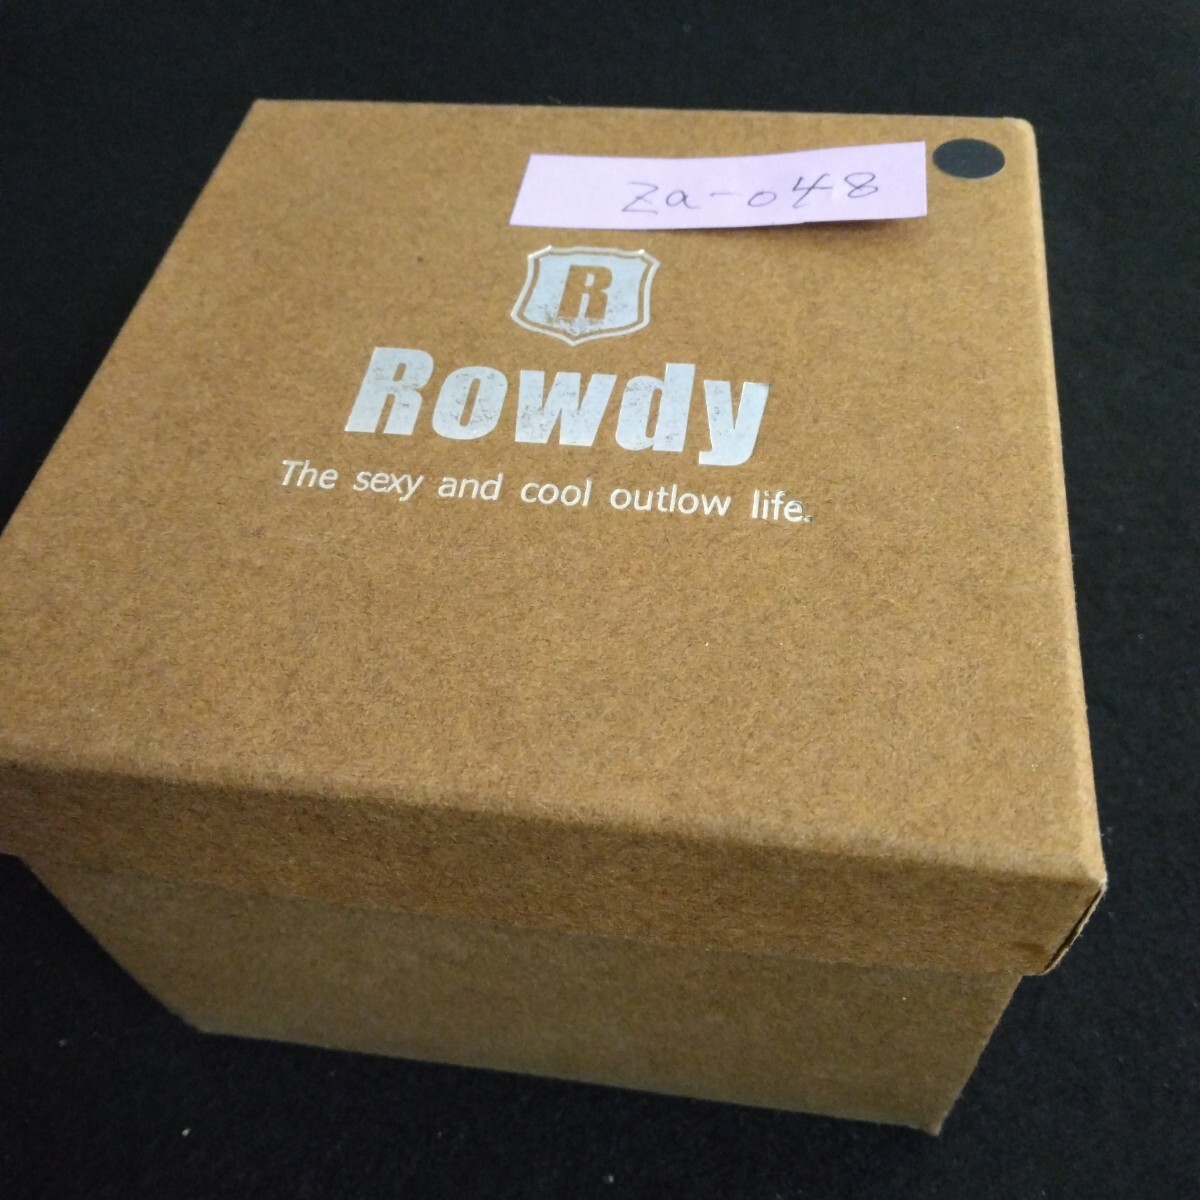 za-048
R
Rowdy
The sexy and cool outlow life.